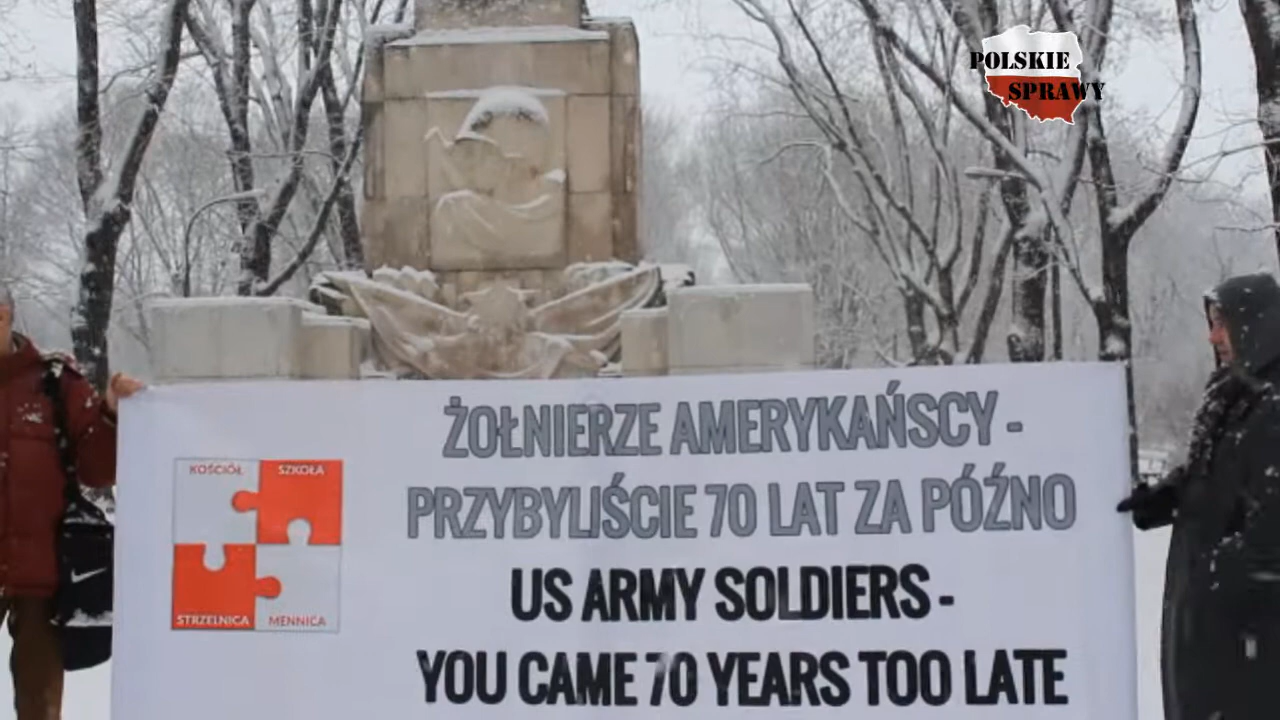 POLSKIE
SPRAWY
ŻOŁNIERZE AMERYKAŃSCY -
PRZYBYLIŚCIE 70 LAT ZA PÓŹNO
US ARMY SOLDIERS -
YOU CAME 70 YEARS TOO LATE
KOŚCIÓŁ SZKOŁA
STRZELNICA MENNICA